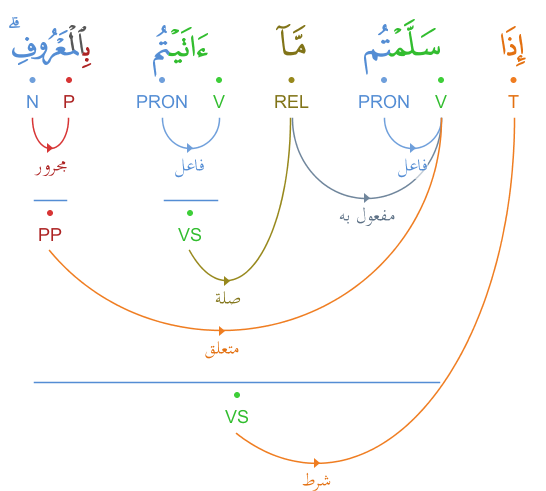 إِذَا سَلَّمْتُم مَّآ ءَاتَيْتُم بِٱلْمَعْرُوفِ ۗ
T V PRON REL V PRON P N
فاعل فاعل مجرور
مفعول به
PP VS
صلة
متعلق
VS
شرط